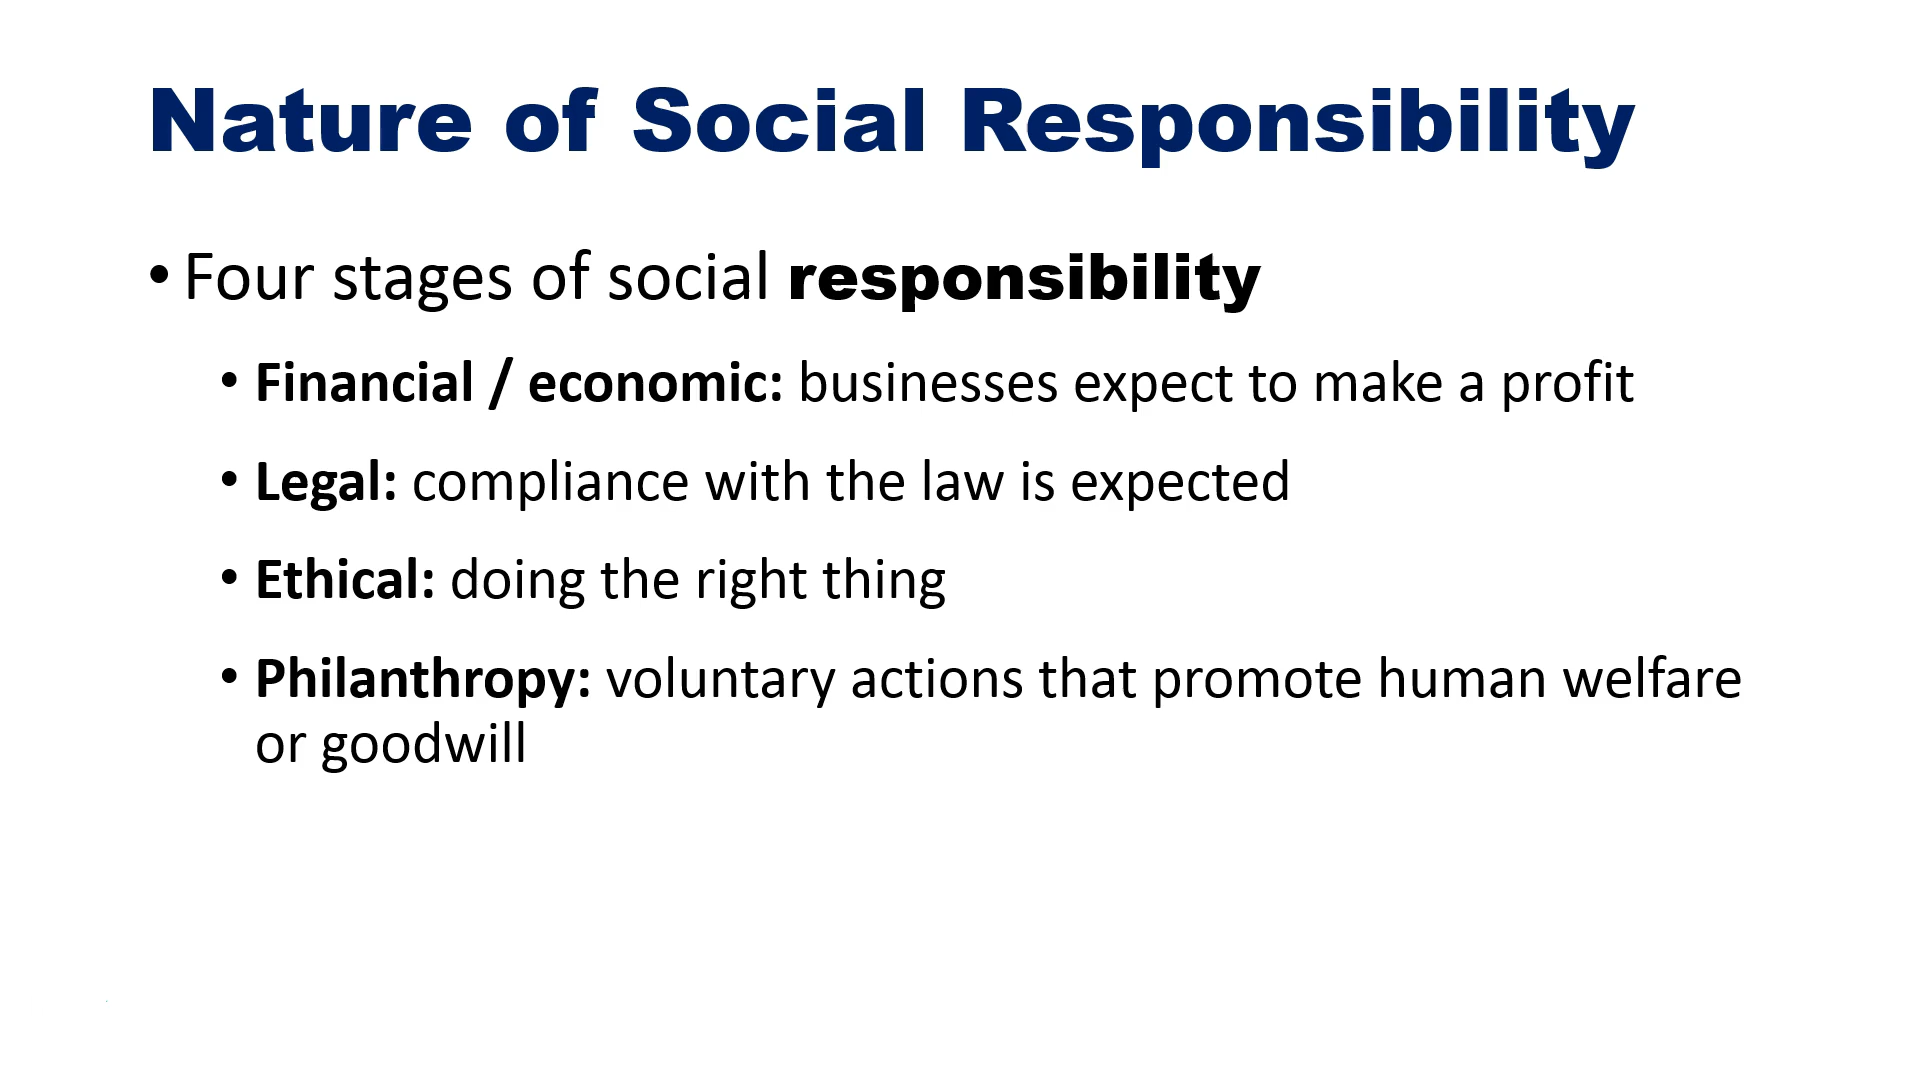 Nature of Social Responsibility
• Four stages of social responsibility
• Financial / economic: businesses expect to make a profit
• Legal: compliance with the law is expected
• Ethical: doing the right thing
• Philanthropy: voluntary actions that promote human welfare
or goodwill